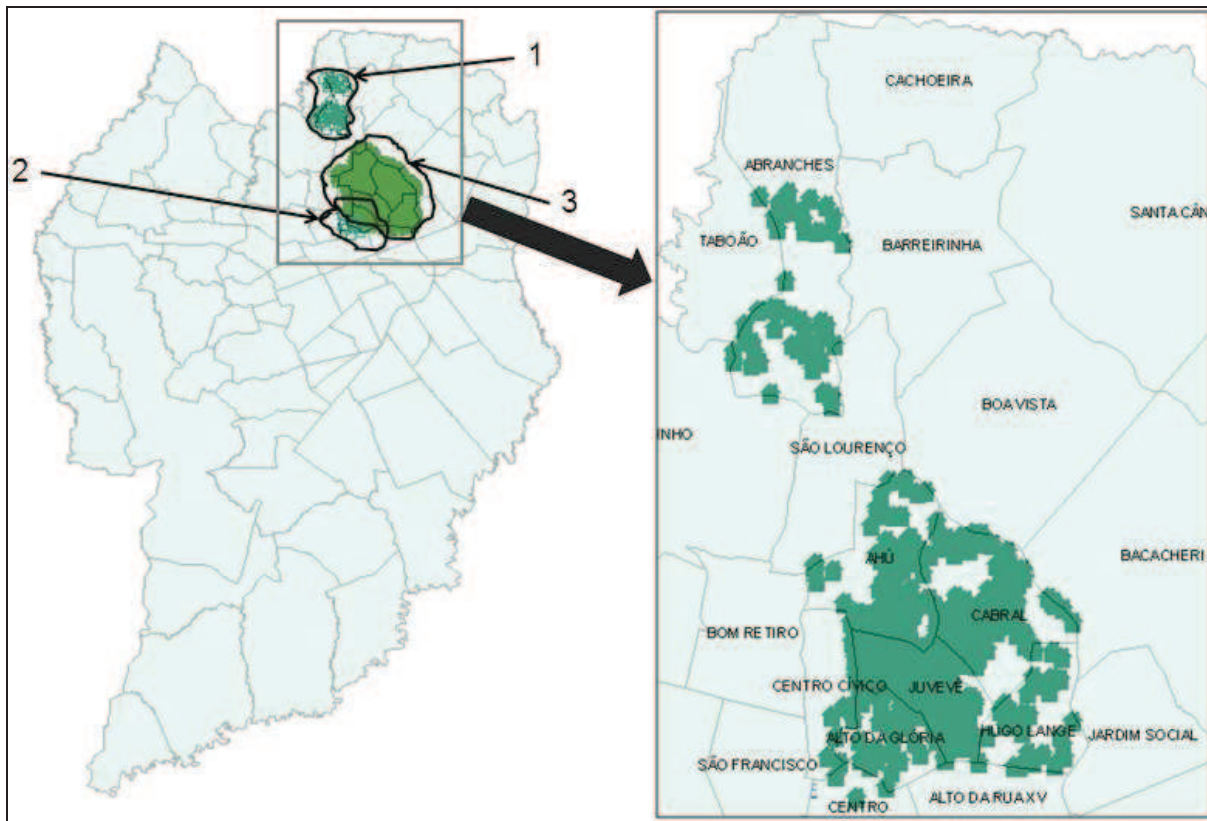 1
2
3
CACHOEIRA
ABRANCHES
SANTA CÂN
TABOÃO
BARREIRINHA
BOA VISTA
INHO
SÃO LOURENÇO
AHÚ
BACACHERI
CABRAL
BOM RETIRO
CENTRO CÍVICO
JUVEVÊ
ALTO DA GLÓRIA
HUGO LANGE
JARDIM SOCIAL
SÃO FRANCISCO
ALTO DA RUA XV
CENTRO